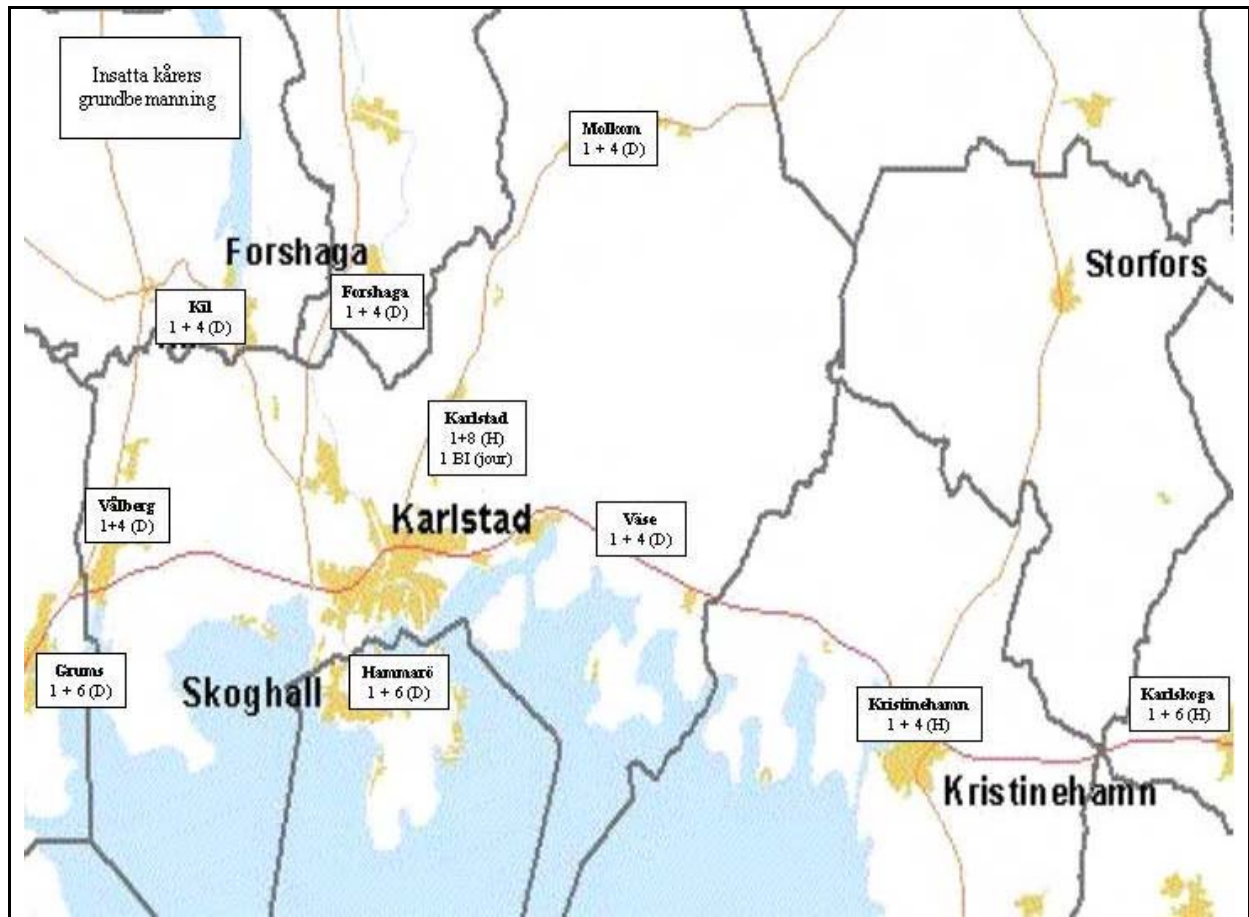 Insatta kårers
grundbemanning
Molkom
1 + 4 (D)
Forshaga
Storfors
Kil
1 + 4 (D)
Forshaga
1 + 4 (D)
Karlstad
1+8 (H)
1 BI (jour)
Vålberg
1+4 (D)
Karlstad
Väse
1 + 4 (D)
Grums
1 + 6 (D)
Skoghall
Hammarö
1 + 6 (D)
Kristinehamn
1 + 4 (H)
Karlskoga
1 + 6 (H)
Kristinehamn